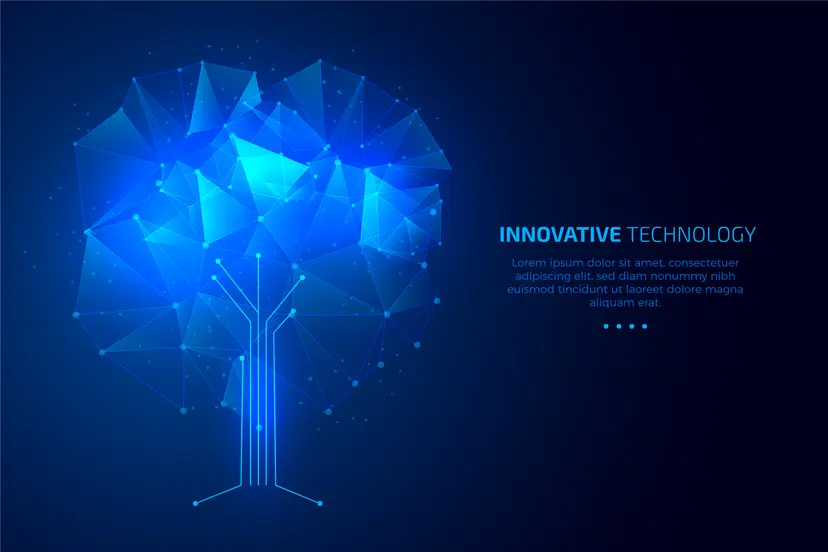 INNOVATIVE TECHNOLOGY
Lorem ipsum dolor sit amet, consectetuer
adipiscing elit, sed diam nonummy nibh
euismod tincidunt ut laoreet dolore magna
aliquam erat.